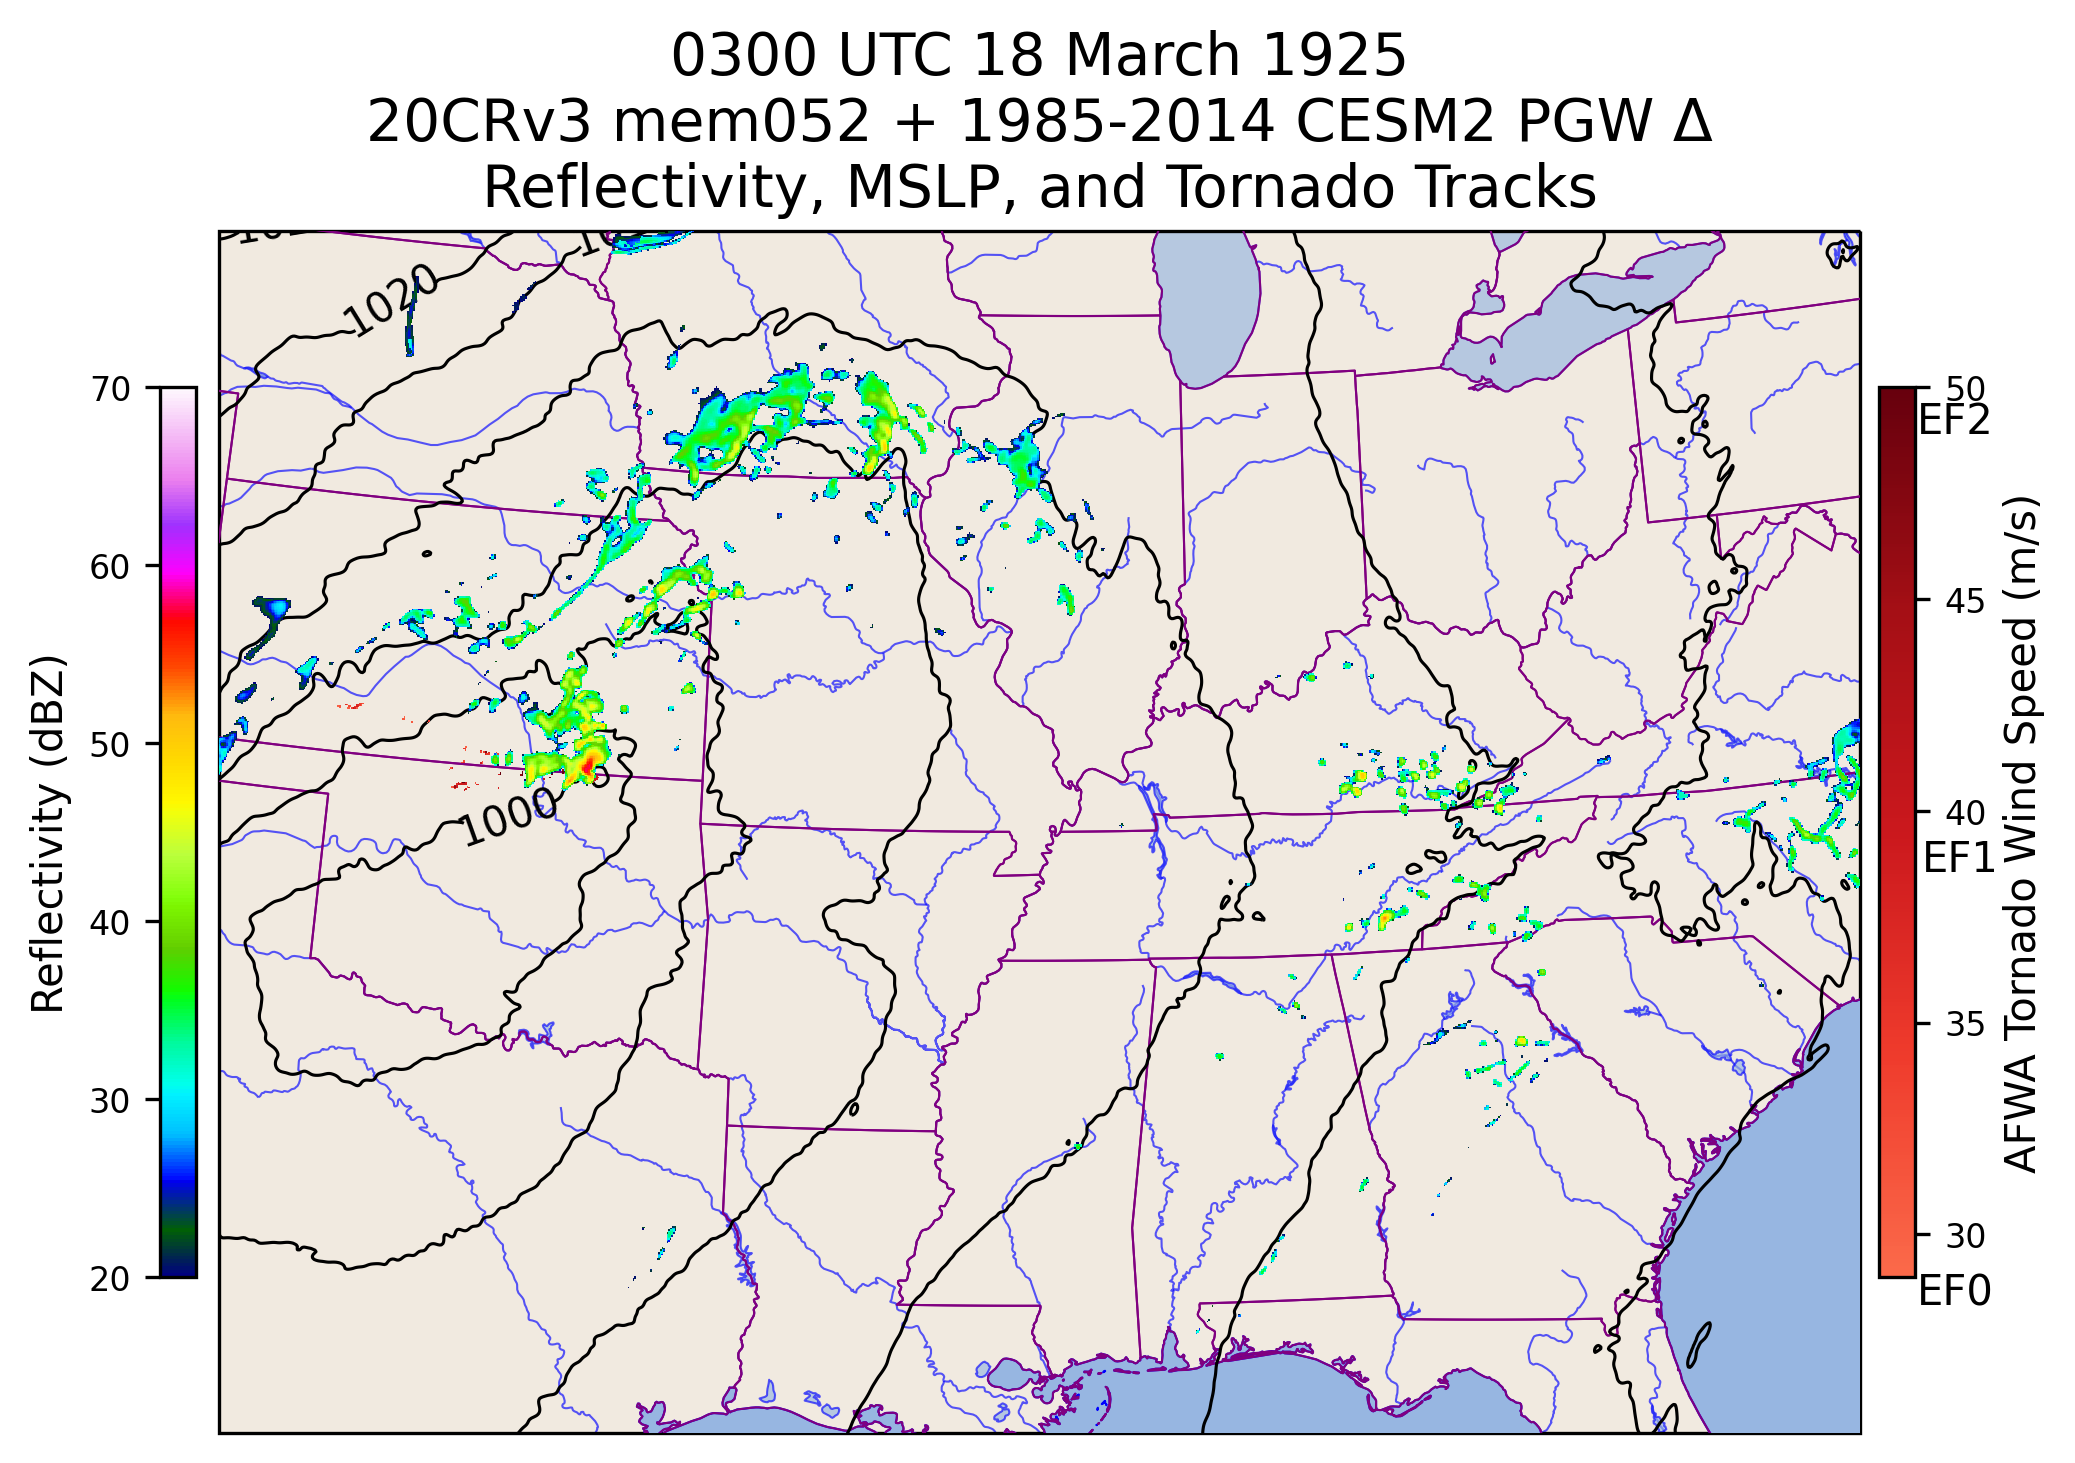 0300 UTC 18 March 1925
20CRv3 mem052 + 1985-2014 CESM2 PGW Δ
Reflectivity, MSLP, and Tornado Tracks
1020
1000
70
60
50
40
30
20
Reflectivity (dBZ)
50
EF2
45
40
EF1
35
30
EF0
AFWA Tornado Wind Speed (m/s)